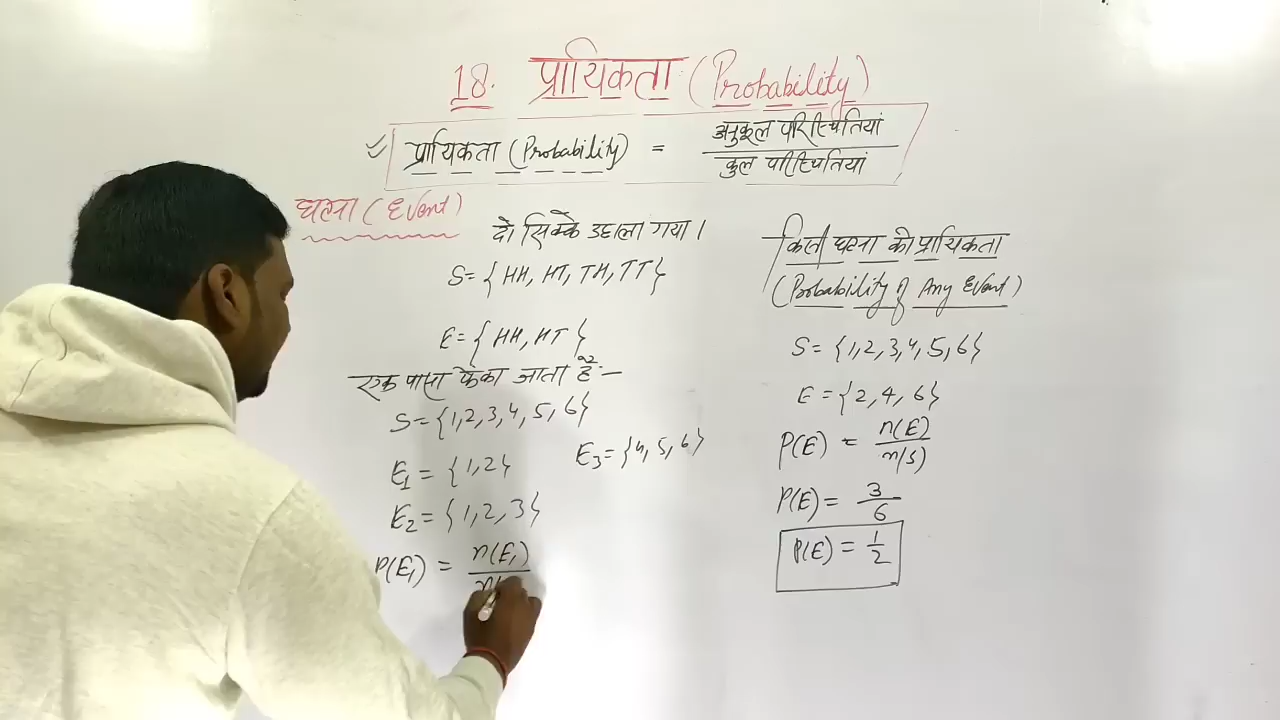 18. प्रायिकता (Probability)
प्रायिकता (Probability) = अनुकूल परिस्थितियां / कुल परिस्थितियां
घटना (Event)
दो सिक्के उछाला गया।
S = {HH, HT, TH, TT}
E = {HH, HT}
एक पासा फेंका जाता है :-
S = {1,2,3,4,5,6}
E₁ = {1,2}
E₃ = {4,5,6}
E₂ = {1,2,3}
P(E₁) = n(E₁)
किसी घटना की प्रायिकता
(Probability of Any Event)
S = {1,2,3,4,5,6}
E = {2,4,6}
P(E) = n(E) / n(S)
P(E) = 3/6
P(E) = 1/2